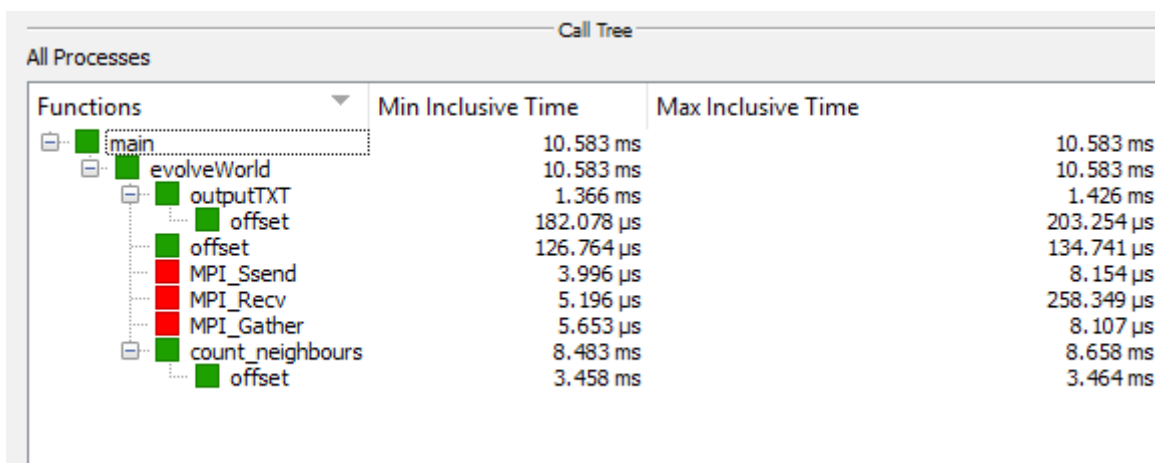 Call Tree
All Processes
Functions Min Inclusive Time Max Inclusive Time
main 10.583 ms 10.583 ms
evolveWorld 10.583 ms 10.583 ms
outputTXT 1.366 ms 1.426 ms
offset 182.078 µs 203.254 µs
offset 126.764 µs 134.741 µs
MPI_Ssend 3.996 µs 8.154 µs
MPI_Recv 5.196 µs 258.349 µs
MPI_Gather 5.653 µs 8.107 µs
count_neighbours 8.483 ms 8.658 ms
offset 3.458 ms 3.464 ms